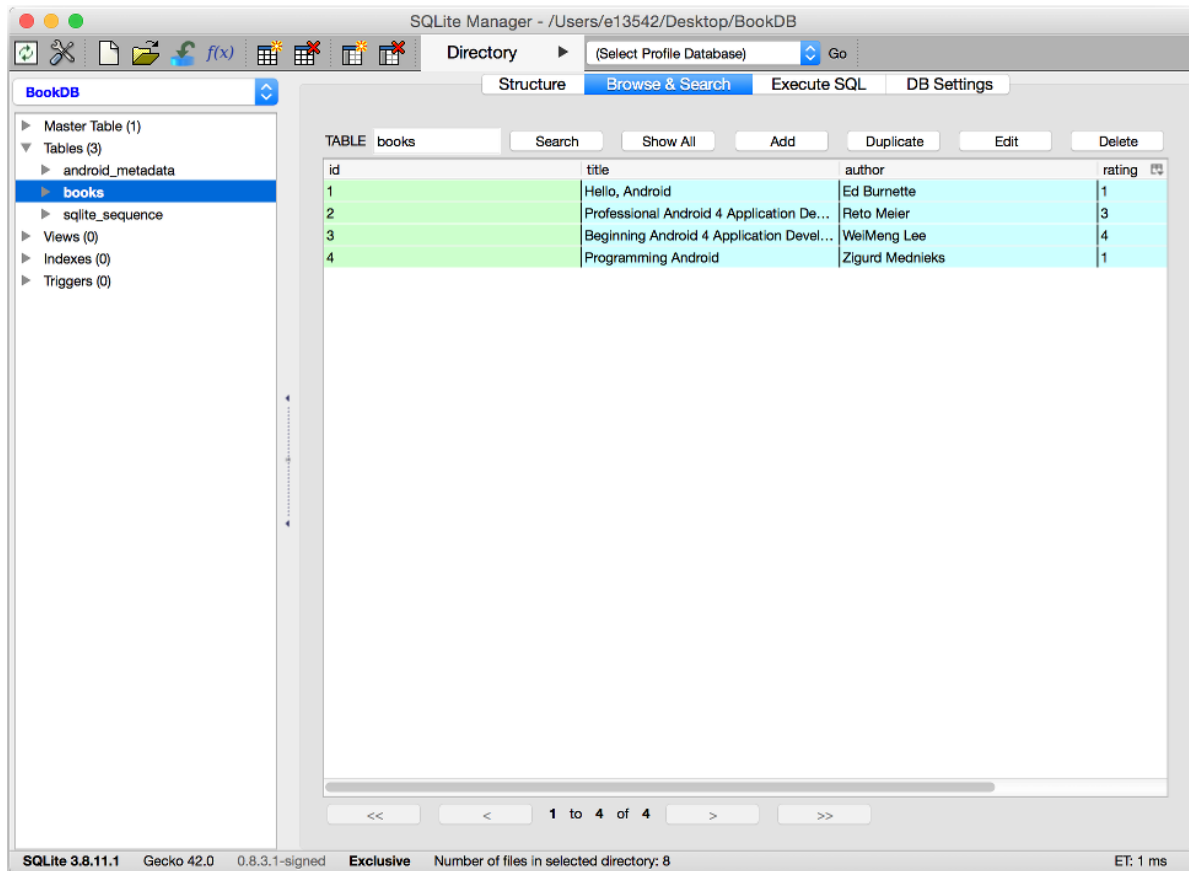 SQLite Manager - /Users/e13542/Desktop/BookDB
f(x)
Directory
(Select Profile Database)
Go
BookDB
Structure
Browse & Search
Execute SQL
DB Settings
Master Table (1)
Tables (3)
android_metadata
books
sqlite_sequence
Views (0)
Indexes (0)
Triggers (0)
TABLE books Search Show All Add Duplicate Edit Delete
id title author rating
1 Hello, Android Ed Burnette 1
2 Professional Android 4 Application De... Reto Meier 3
3 Beginning Android 4 Application Devel... WeiMeng Lee 4
4 Programming Android Zigurd Mednieks 1
<< < 1 to 4 of 4 > >>
SQLite 3.8.11.1 Gecko 42.0 0.8.3.1-signed Exclusive Number of files in selected directory: 8 ET: 1 ms